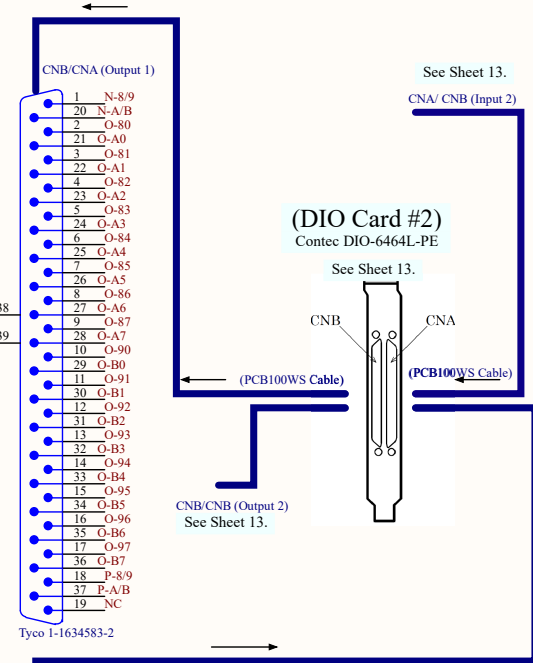 CNB/CNA (Output 1)
1 N-8/9
20 N-A/B
2 O-80
21 O-A0
3 O-81
22 O-A1
4 O-82
23 O-A2
5 O-83
24 O-A3
6 O-84
25 O-A4
7 O-85
26 O-A5
8 O-86
27 O-A6
9 O-87
28 O-A7
10 O-90
29 O-B0
11 O-91
30 O-B1
12 O-92
31 O-B2
13 O-93
32 O-B3
14 O-94
33 O-B4
15 O-95
34 O-B5
16 O-96
35 O-B6
17 O-97
36 O-B7
18 P-8/9
37 P-A/B
19 NC
Tyco 1-1634583-2
See Sheet 13.
CNA/ CNB (Input 2)
(DIO Card #2)
Contec DIO-6464L-PE
See Sheet 13.
CNB
CNA
(PCB100WS Cable)
(PCB100WS Cable)
CNB/CNB (Output 2)
See Sheet 13.